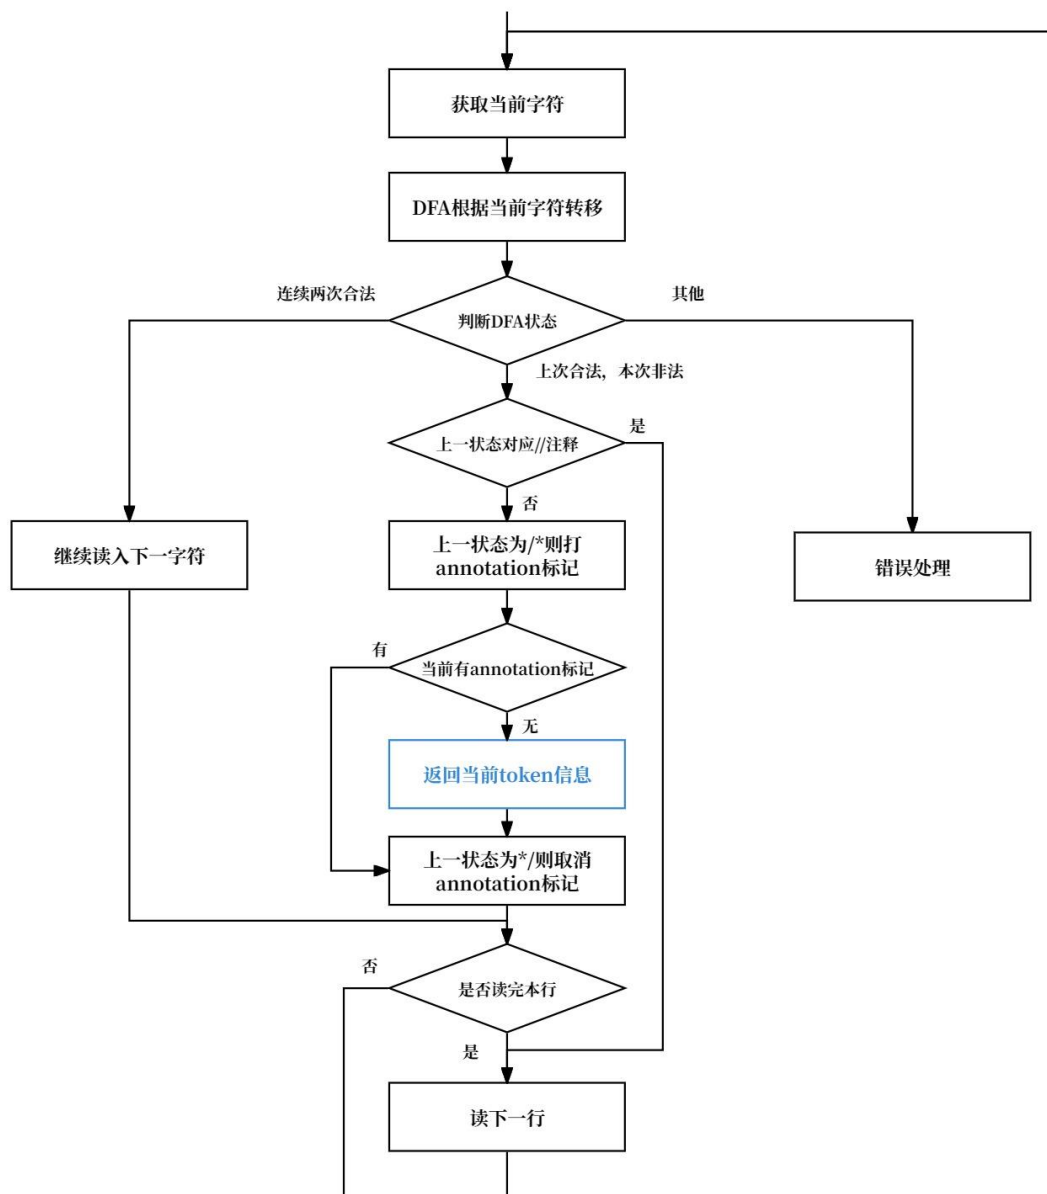 获取当前字符
DFA根据当前字符转移
连续两次合法
其他
判断DFA状态
上次合法，本次非法
是
上一状态对应//注释
否
继续读入下一字符
上一状态为/*则打
annotation标记
错误处理
有
当前有annotation标记
无
返回当前token信息
上一状态为*/则取消
annotation标记
否
是否读完本行
是
读下一行